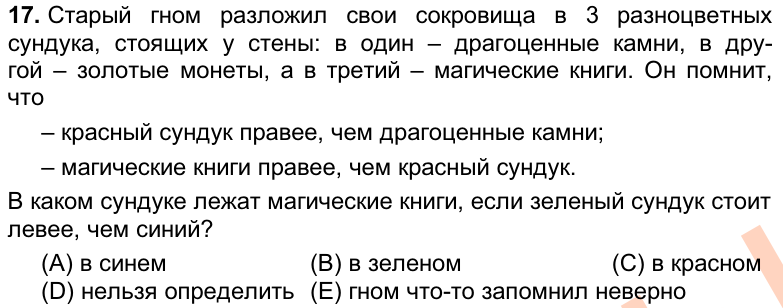 17. Старый гном разложил свои сокровища в 3 разноцветных
сундука, стоящих у стены: в один – драгоценные камни, в дру-
гой – золотые монеты, а в третий – магические книги. Он помнит,
что
– красный сундук правее, чем драгоценные камни;
– магические книги правее, чем красный сундук.
В каком сундуке лежат магические книги, если зеленый сундук стоит
левее, чем синий?
(A) в синем (B) в зеленом (C) в красном
(D) нельзя определить (E) гном что-то запомнил неверно